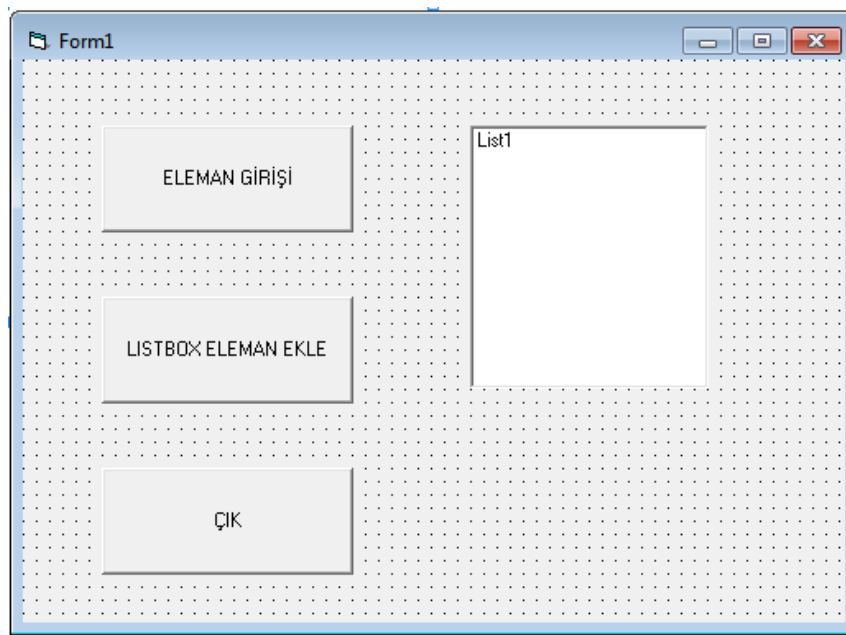 Form1
ELEMAN GİRİŞİ
List1
LISTBOX ELEMAN EKLE
ÇIK